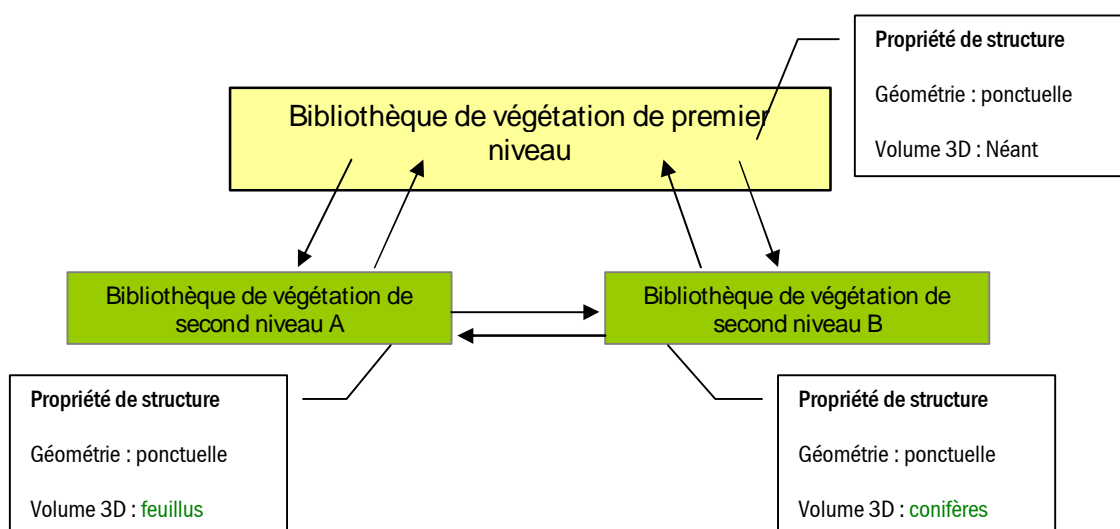 Propriété de structure
Géométrie : ponctuelle
Volume 3D : Néant
Bibliothèque de végétation de premier
niveau
Bibliothèque de végétation de
second niveau A
Bibliothèque de végétation de
second niveau B
Propriété de structure
Géométrie : ponctuelle
Volume 3D : feuillus
Propriété de structure
Géométrie : ponctuelle
Volume 3D : conifères